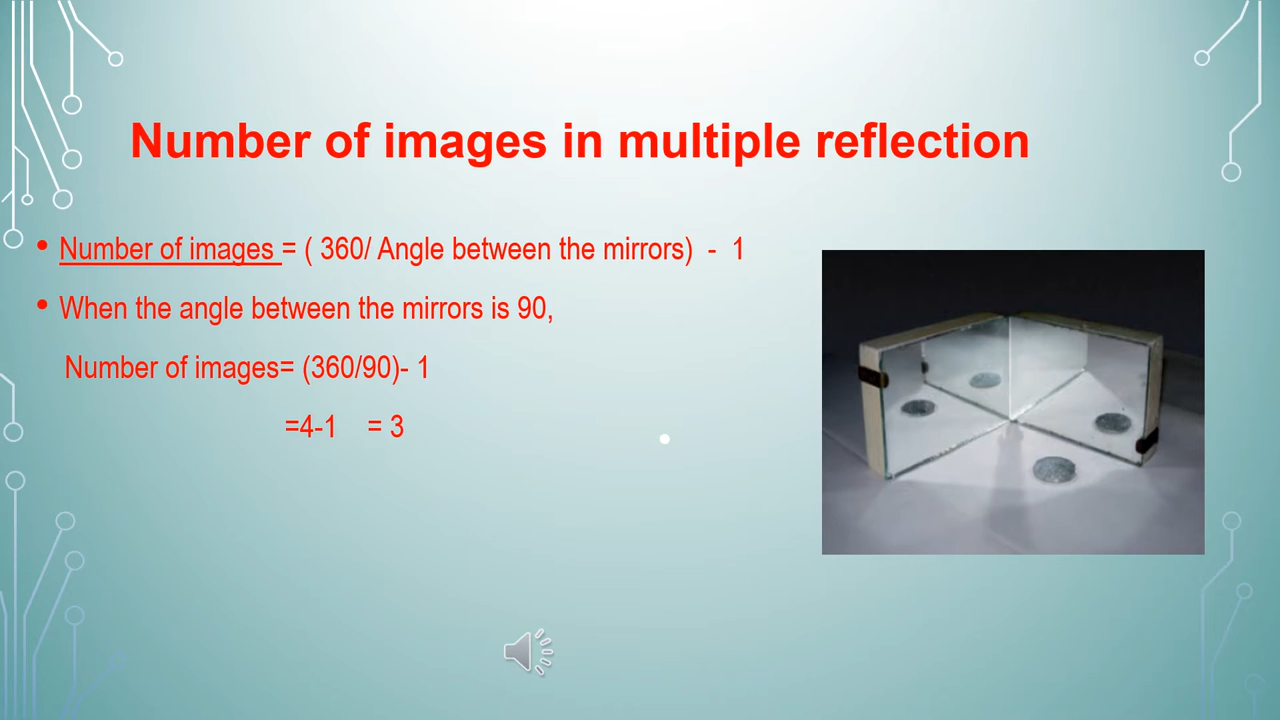 Number of images in multiple reflection
• Number of images = ( 360/ Angle between the mirrors) - 1
• When the angle between the mirrors is 90,
Number of images= (360/90)- 1
=4-1 = 3